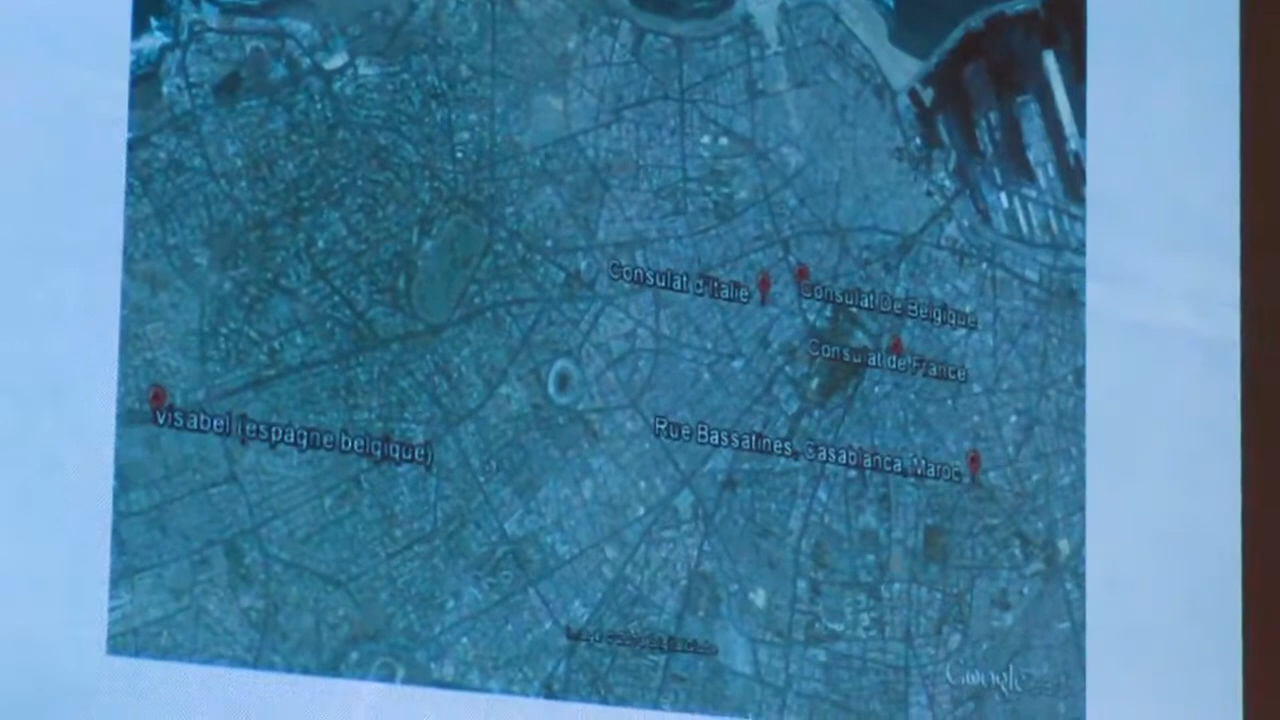 Consulat d'Italie
Consulat De Belgique
Consulat de France
visabel (espagne belgique)
Rue Bassatines, Casablanca, Maroc
Google